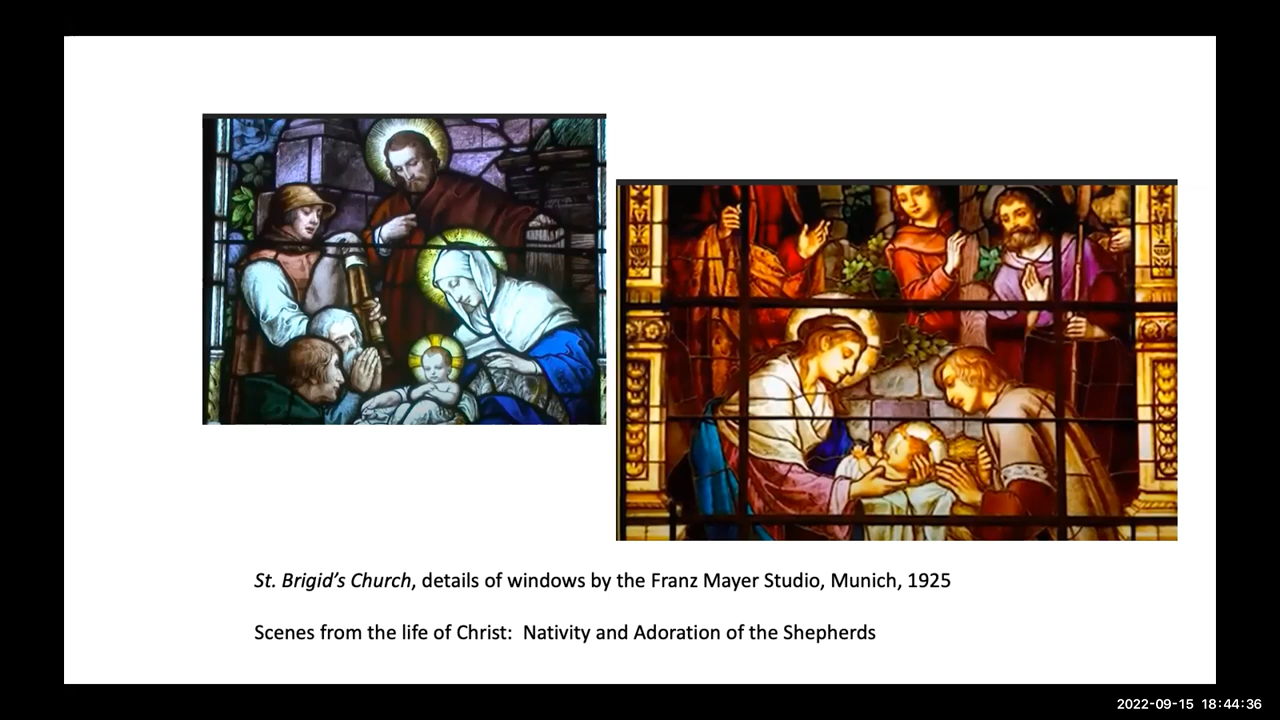 St. Brigid’s Church, details of windows by the Franz Mayer Studio, Munich, 1925
Scenes from the life of Christ:  Nativity and Adoration of the Shepherds
2022-09-15 18:44:36